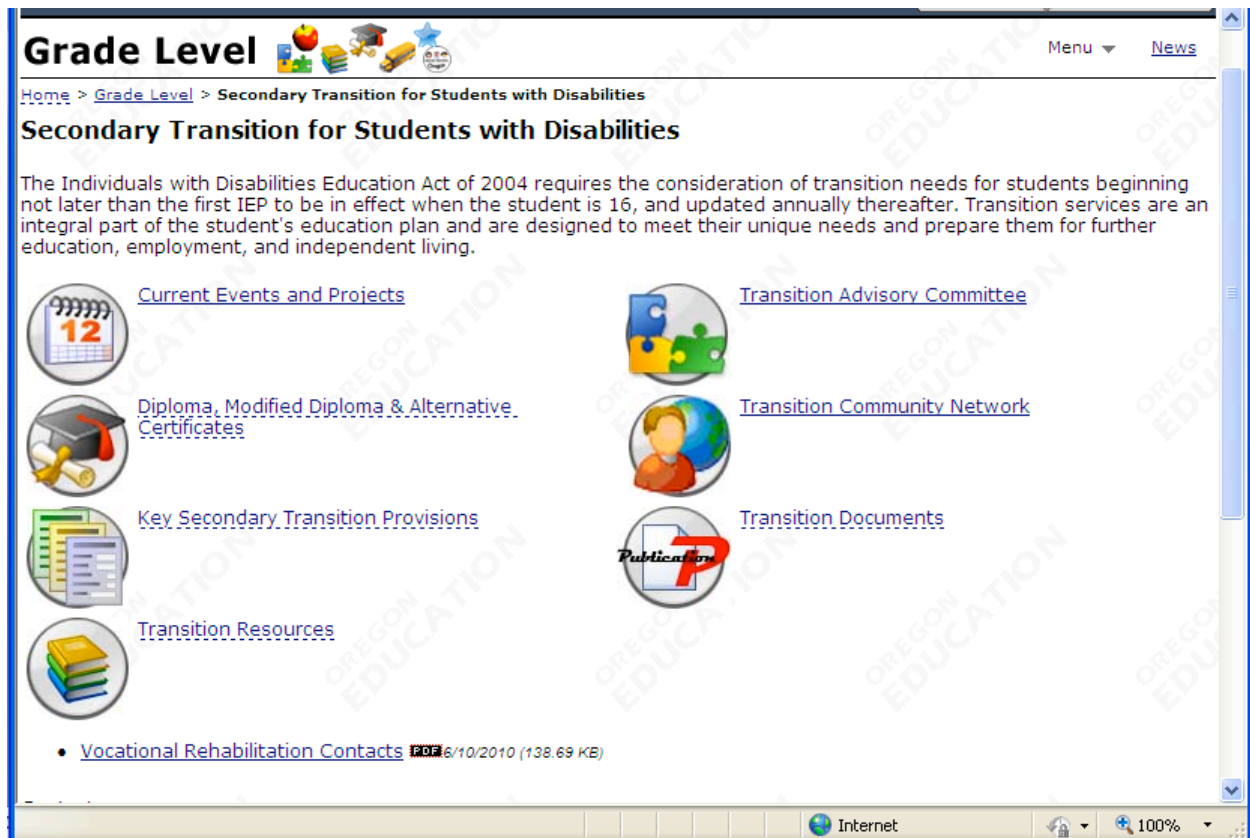 Grade Level
Menu
News
Home > Grade Level > Secondary Transition for Students with Disabilities
Secondary Transition for Students with Disabilities
The Individuals with Disabilities Education Act of 2004 requires the consideration of transition needs for students beginning
not later than the first IEP to be in effect when the student is 16, and updated annually thereafter. Transition services are an
integral part of the student's education plan and are designed to meet their unique needs and prepare them for further
education, employment, and independent living.
12
Current Events and Projects
Transition Advisory Committee
Diploma, Modified Diploma & Alternative
Certificates
Transition Community Network
Key Secondary Transition Provisions
Publication P
Transition Documents
Transition Resources
• Vocational Rehabilitation Contacts PDF 6/10/2010 (138.69 KB)
Internet
100%
OREGON
EDUCATION